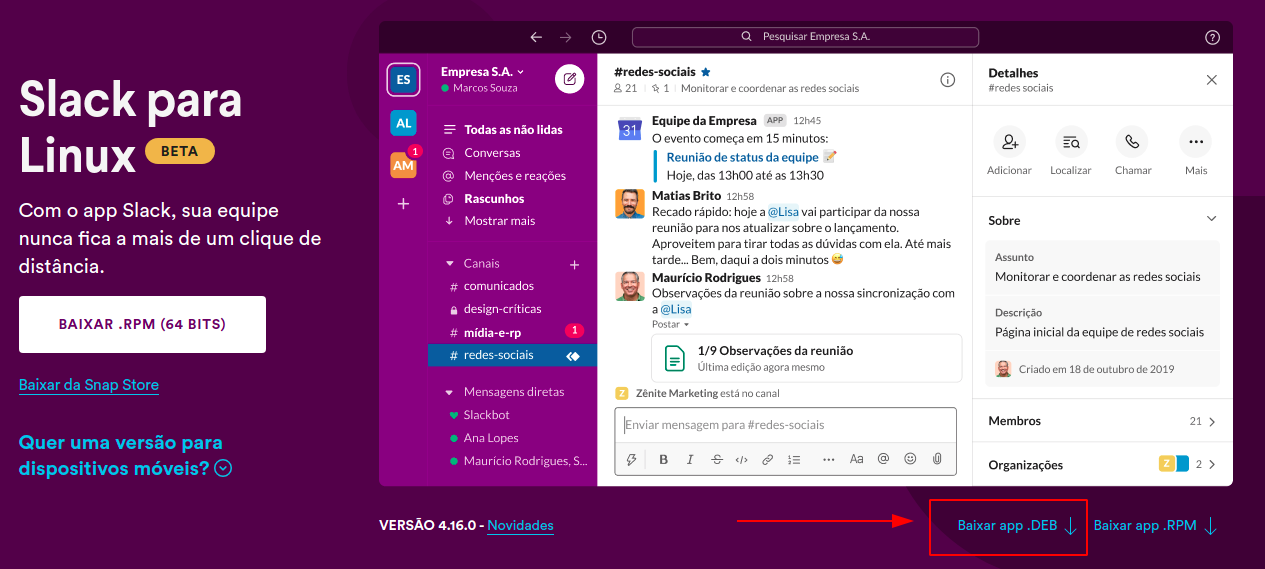 Slack para
Linux BETA
Com o app Slack, sua equipe
nunca fica a mais de um clique de
distância.
BAIXAR .RPM (64 BITS)
Baixar da Snap Store
Quer uma versão para
dispositivos móveis?
Pesquisar Empresa S.A.
ES
AL
AM
1
Empresa S.A.
Marcos Souza
Todas as não lidas
Conversas
Menções e reações
Rascunhos
Mostrar mais
Canais
# comunicados
design-críticas
# mídia-e-rp 1
# redes-sociais
Mensagens diretas
Slackbot
Ana Lopes
Maurício Rodrigues, S...
#redes-sociais
21 | 1 | Monitorar e coordenar as redes sociais
31
Equipe da Empresa APP 12h45
O evento começa em 15 minutos:
Reunião de status da equipe 📝
Hoje, das 13h00 até as 13h30
Matias Brito 12h58
Recado rápido: hoje a @Lisa vai participar da nossa
reunião para nos atualizar sobre o lançamento.
Aproveitem para tirar todas as dúvidas com ela. Até mais
tarde... Bem, daqui a dois minutos 😅
Maurício Rodrigues 12h58
Observações da reunião sobre a nossa sincronização com
a @Lisa
Postar
1/9 Observações da reunião
Última edição agora mesmo
Z Zênite Marketing está no canal
Enviar mensagem para #redes-sociais
B I S </> ... Aa @
Detalhes
#redes sociais
Adicionar Localizar Chamar Mais
Sobre
Assunto
Monitorar e coordenar as redes sociais
Descrição
Página inicial da equipe de redes sociais
Criado em 18 de outubro de 2019
Membros 21
Organizações Z 2
VERSÃO 4.16.0 - Novidades
Baixar app .DEB Baixar app .RPM